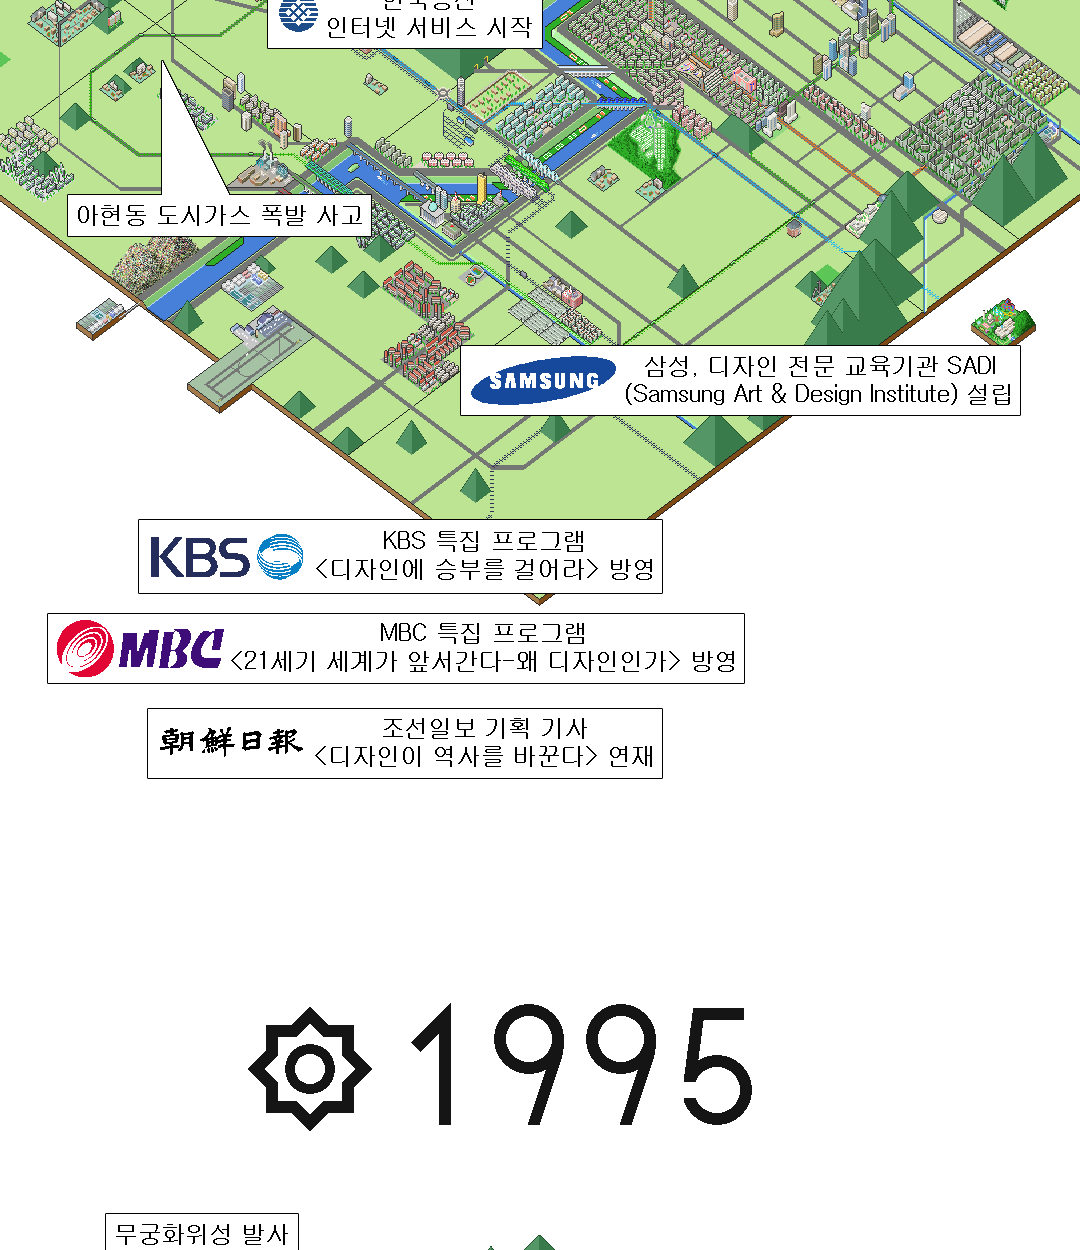 인터넷 서비스 시작
아현동 도시가스 폭발 사고
SAMSUNG
삼성, 디자인 전문 교육기관 SADI
(Samsung Art & Design Institute) 설립
KBS
KBS 특집 프로그램
<디자인에 승부를 걸어라> 방영
MBC
MBC 특집 프로그램
<21세기 세계가 앞서간다-왜 디자인인가> 방영
朝鮮日報
조선일보 기획 기사
<디자인이 역사를 바꾼다> 연재
1995
무궁화위성 발사